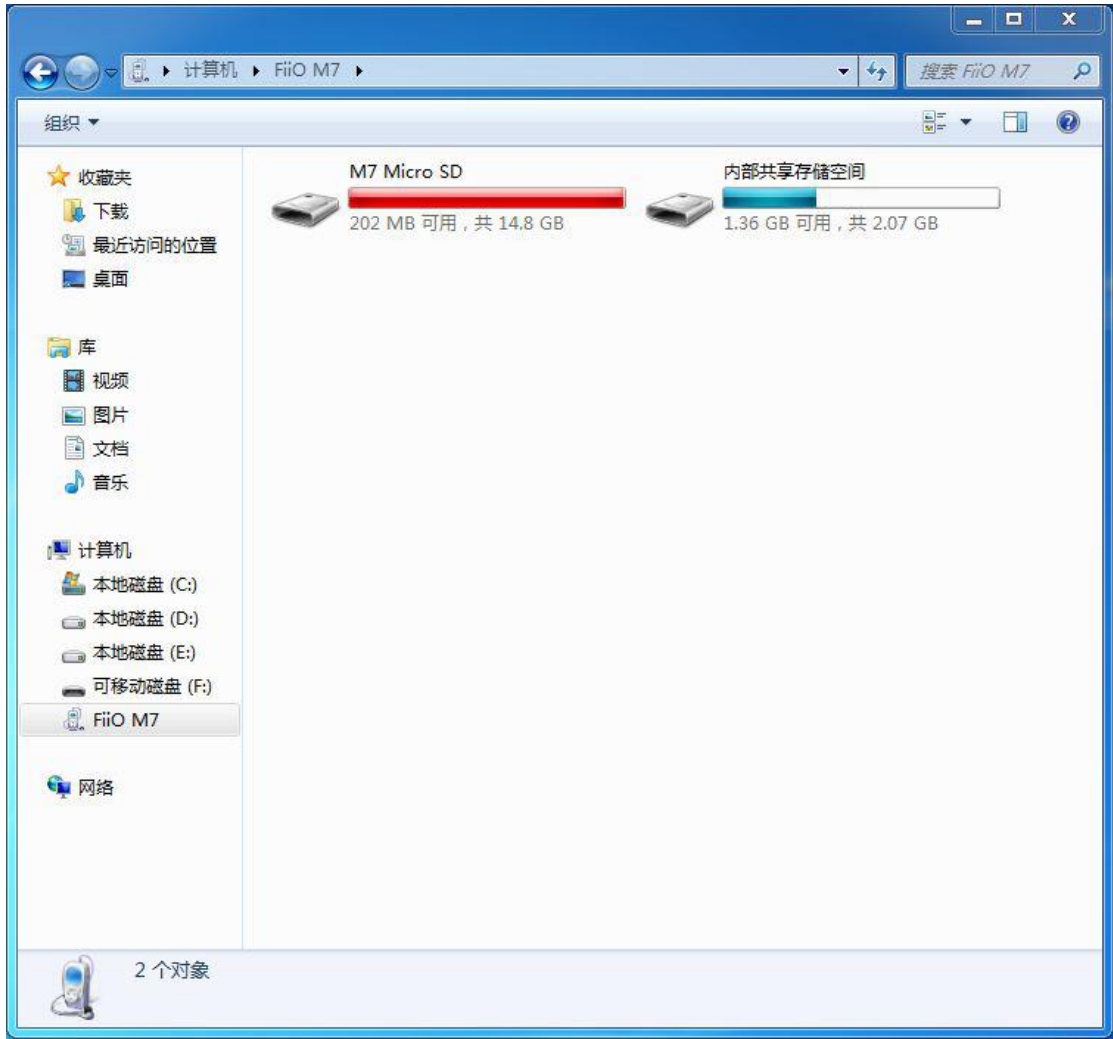 计算机 FiiO M7
搜索 FiiO M7
组织
收藏夹
下载
最近访问的位置
桌面
库
视频
图片
文档
音乐
计算机
本地磁盘 (C:)
本地磁盘 (D:)
本地磁盘 (E:)
可移动磁盘 (F:)
FiiO M7
网络
M7 Micro SD
202 MB 可用，共 14.8 GB
内部共享存储空间
1.36 GB 可用，共 2.07 GB
2 个对象